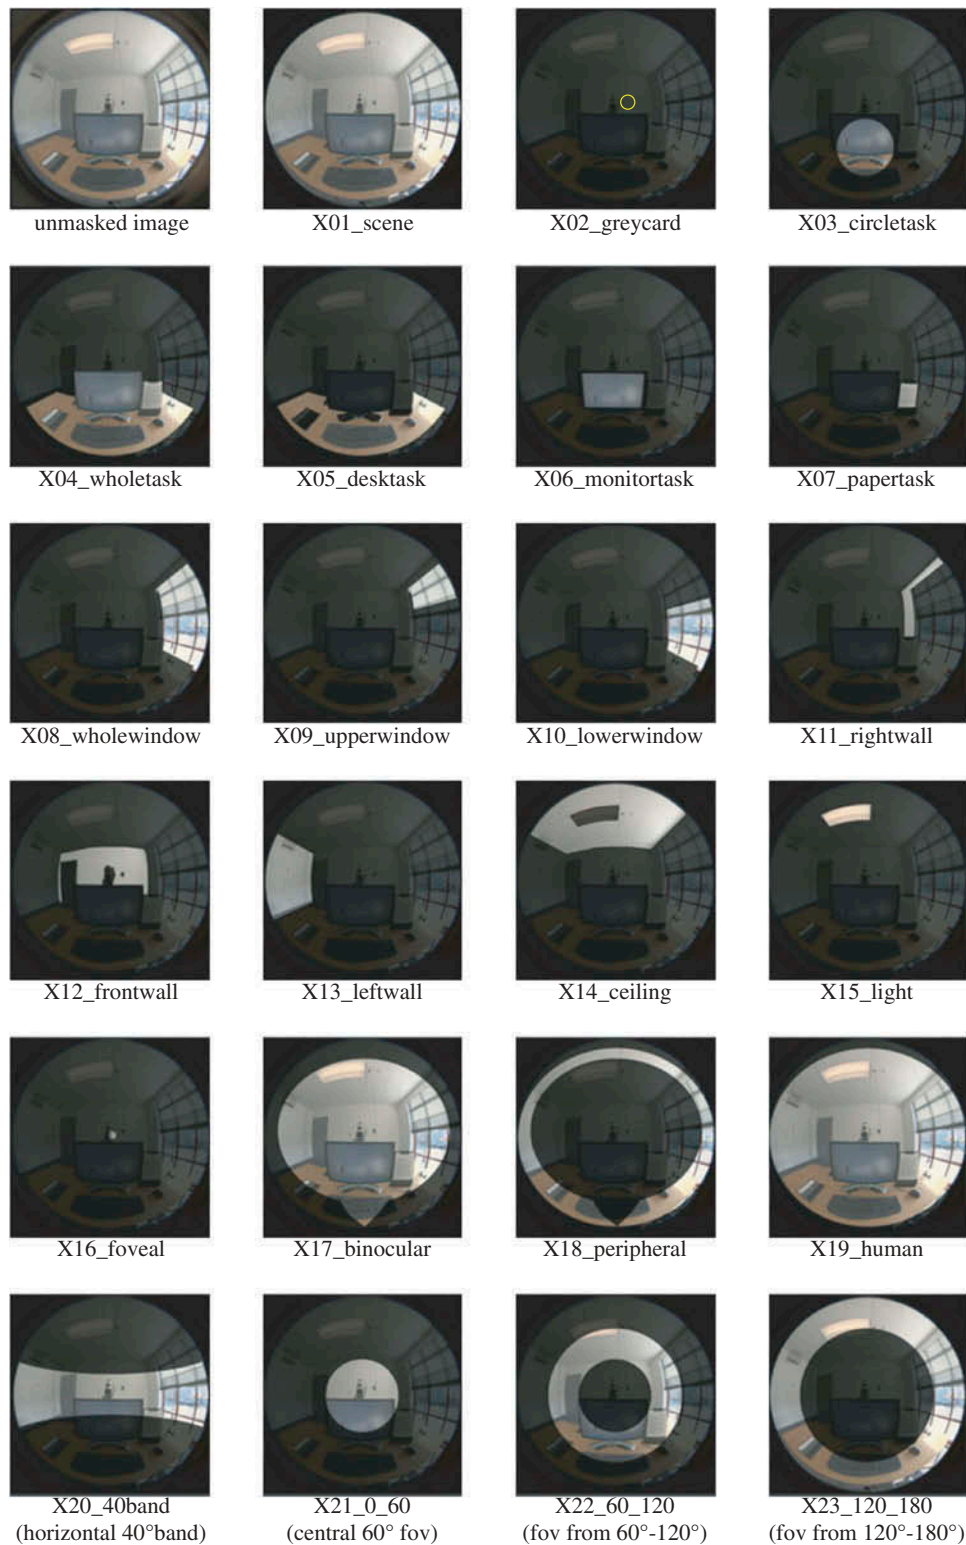 unmasked image
X01_scene
X02_greycard
X03_circletask
X04_wholetask
X05_desktask
X06_monitortask
X07_papertask
X08_wholewindow
X09_upperwindow
X10_lowerwindow
X11_rightwall
X12_frontwall
X13_leftwall
X14_ceiling
X15_light
X16_foveal
X17_binocular
X18_peripheral
X19_human
X20_40band
(horizontal 40°band)
X21_0_60
(central 60° fov)
X22_60_120
(fov from 60°-120°)
X23_120_180
(fov from 120°-180°)